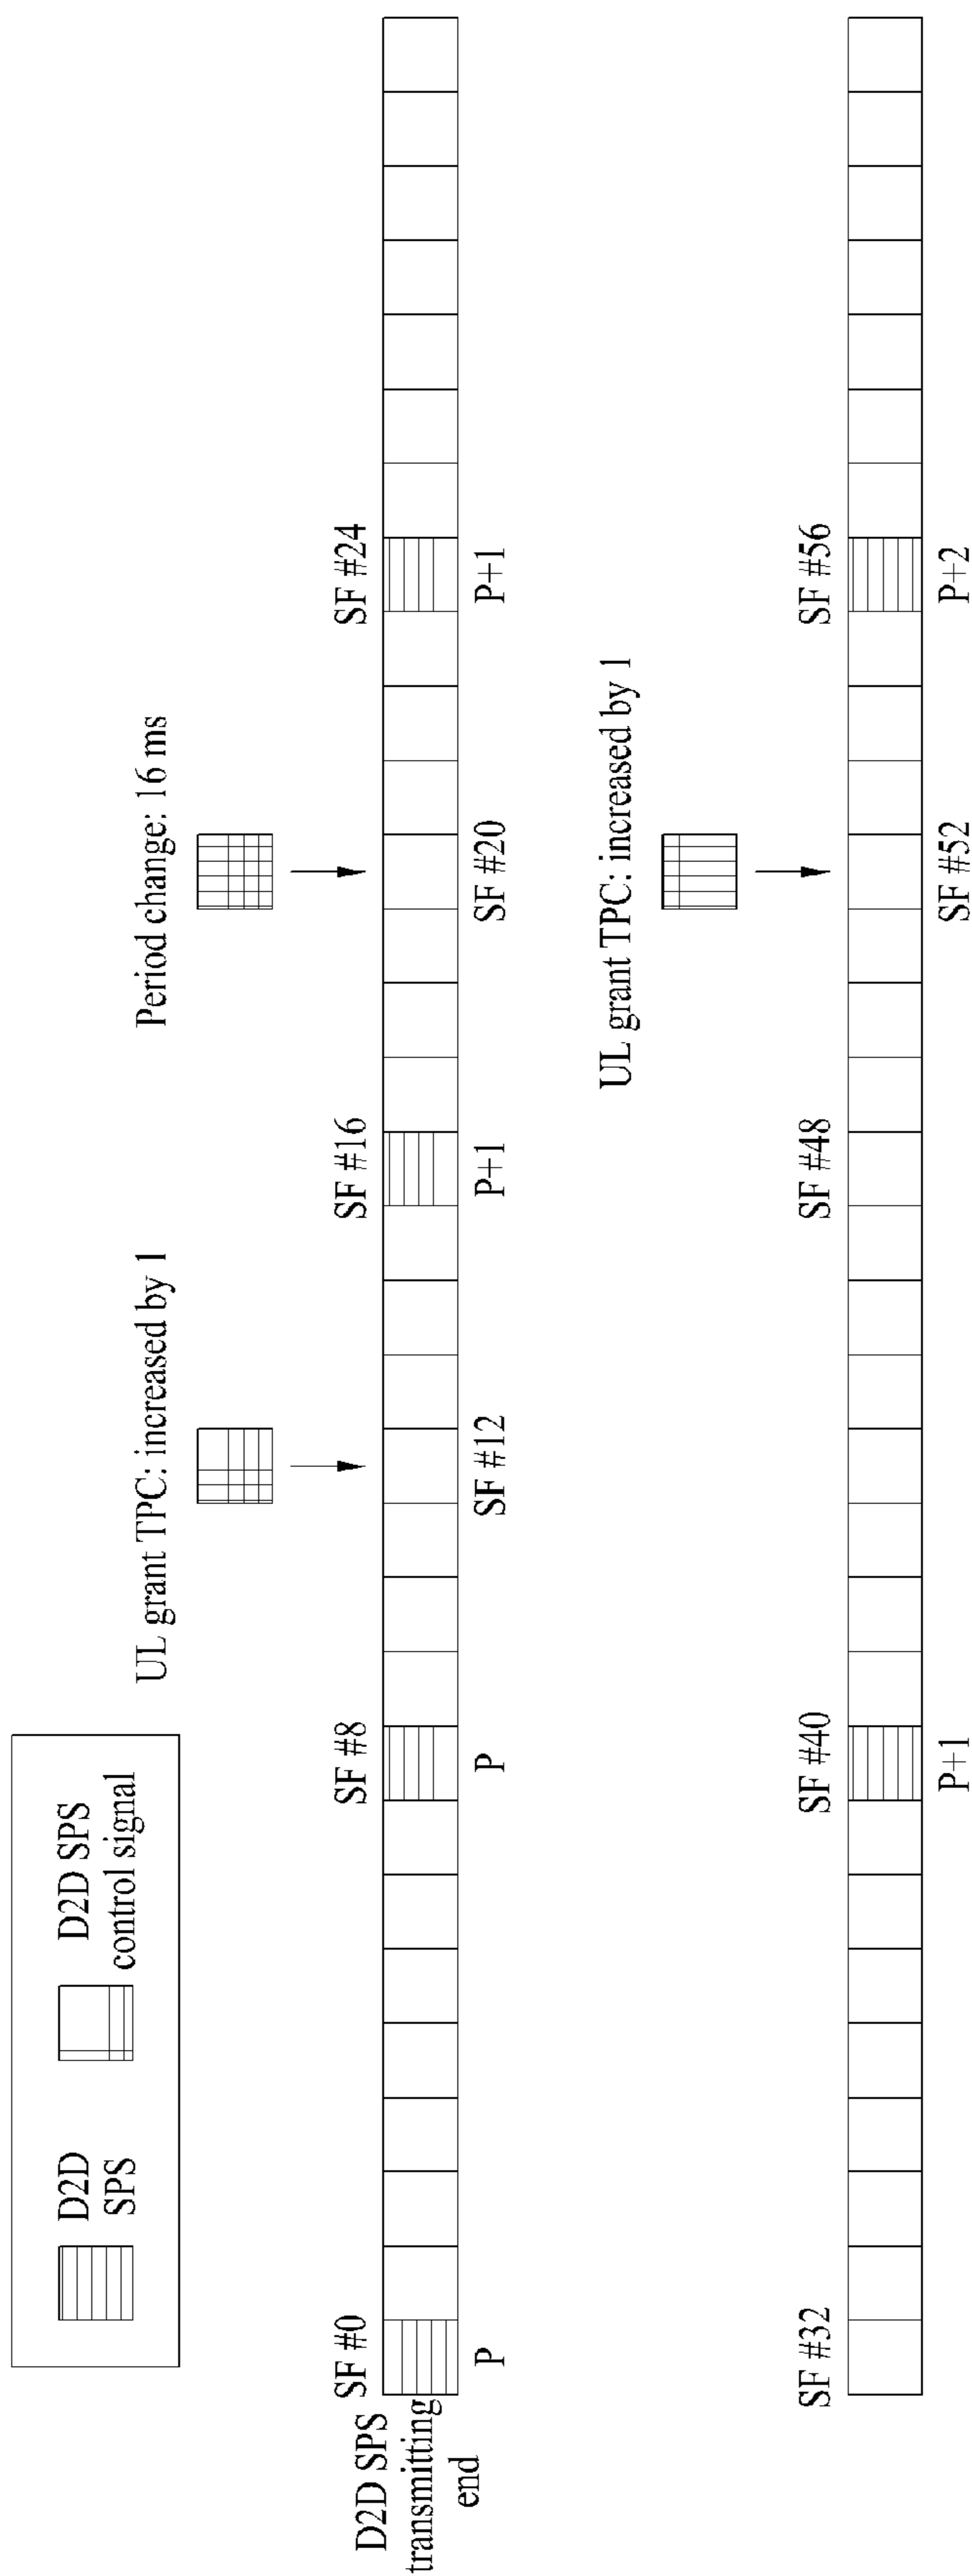 D2D
SPS
D2D SPS
control signal
UL grant TPC: increased by 1
Period change: 16 ms
D2D SPS
transmitting
end
SF #0
SF #8
SF #16
SF #24
P
P
SF #12
P+1
SF #20
P+1
UL grant TPC: increased by 1
SF #32
SF #40
SF #48
SF #56
P+1
SF #52
P+2